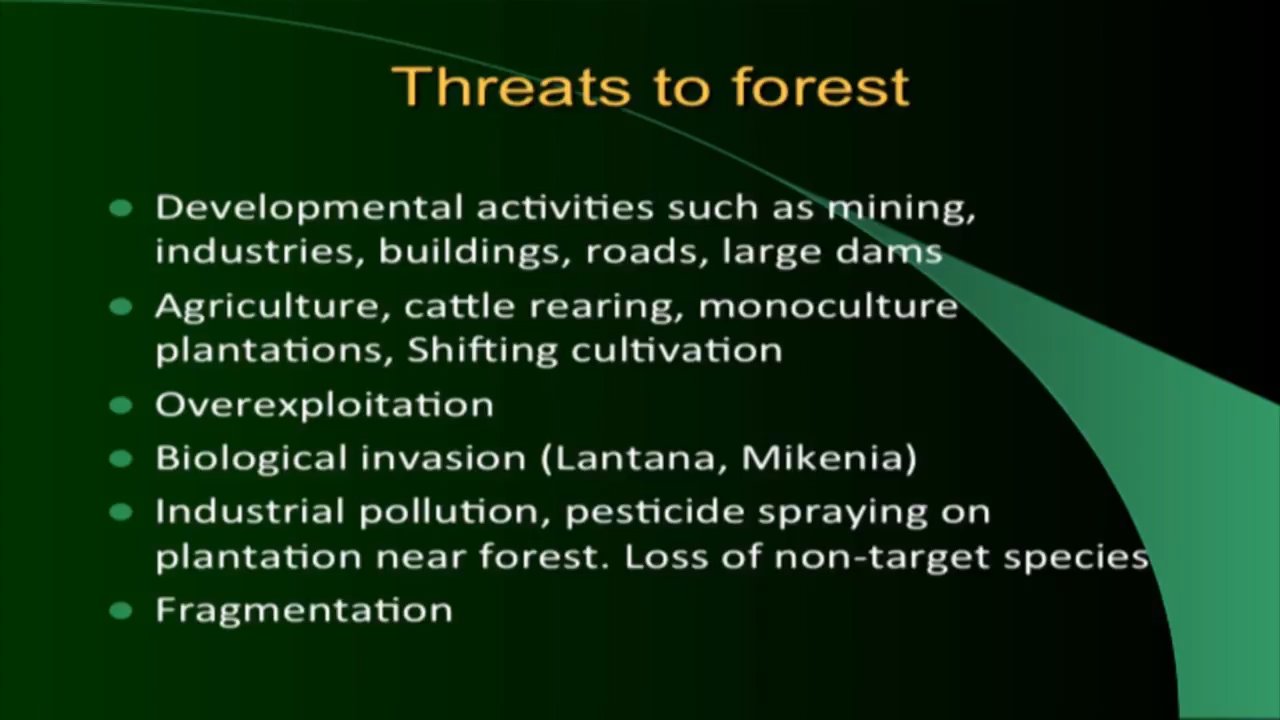 Threats to forest
Developmental activities such as mining,
industries, buildings, roads, large dams
Agriculture, cattle rearing, monoculture
plantations, Shifting cultivation
Overexploitation
Biological invasion (Lantana, Mikenia)
Industrial pollution, pesticide spraying on
plantation near forest. Loss of non-target species
Fragmentation